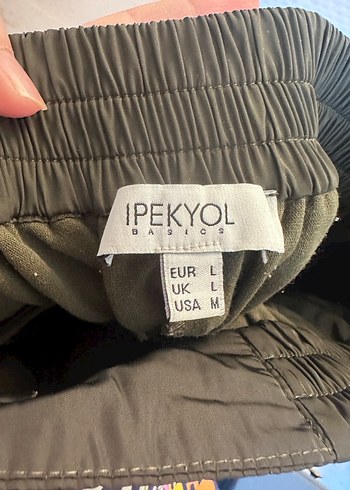 IPEKYOL
BASICS
EUR L
UK L
USA M